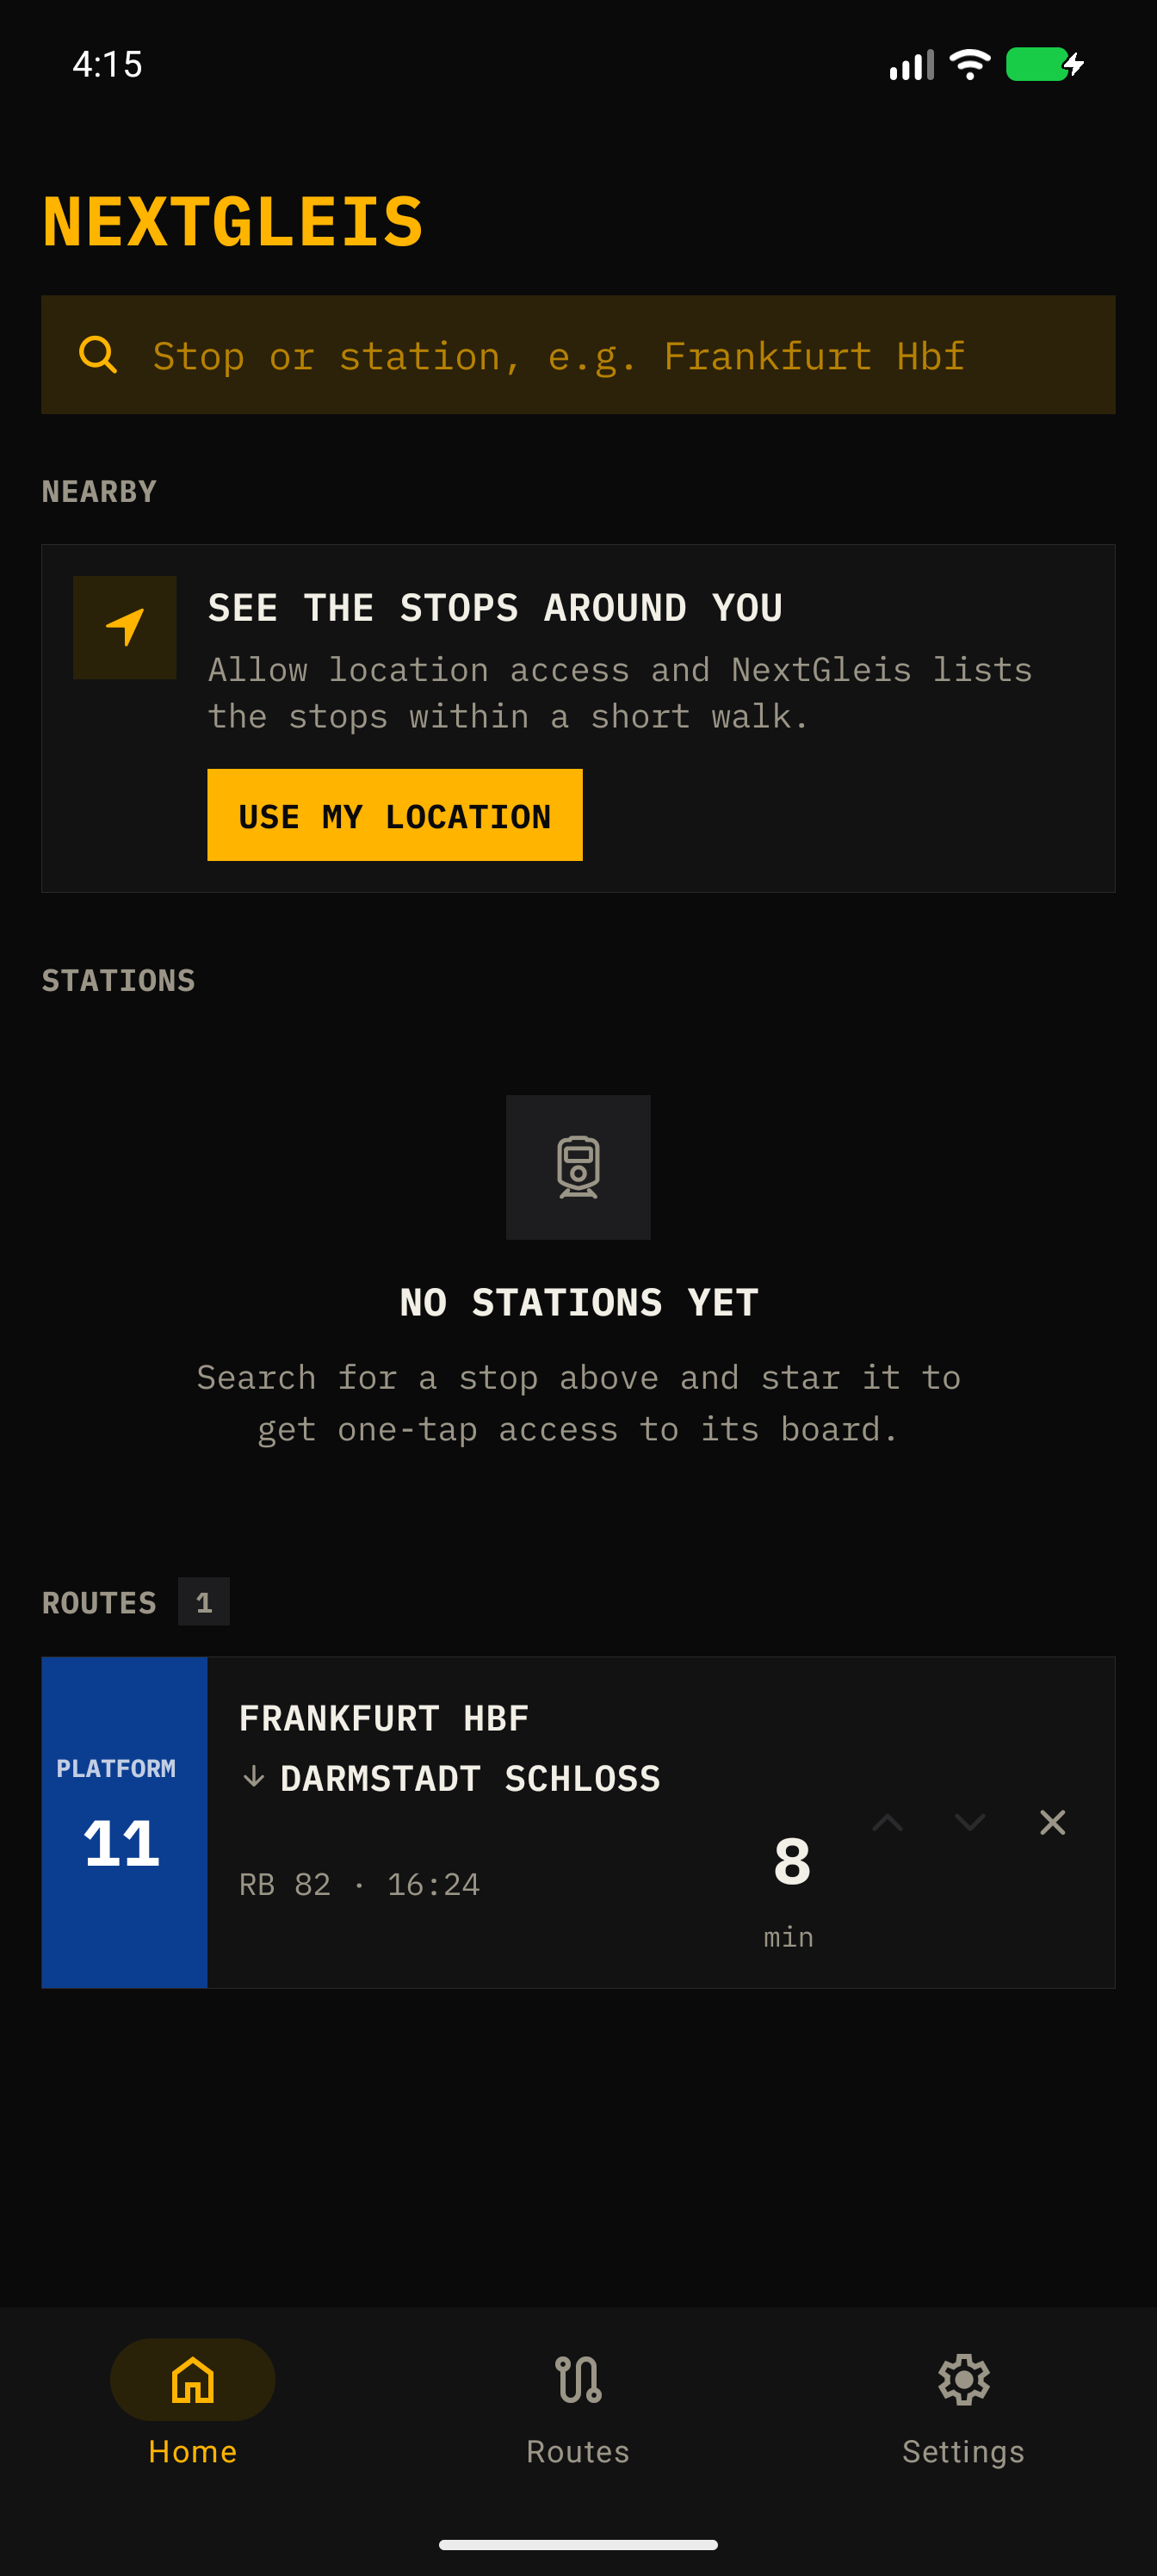 4:15
NEXTGLEIS
Stop or station, e.g. Frankfurt Hbf
NEARBY
SEE THE STOPS AROUND YOU
Allow location access and NextGleis lists
the stops within a short walk.
USE MY LOCATION
STATIONS
NO STATIONS YET
Search for a stop above and star it to
get one-tap access to its board.
ROUTES 1
PLATFORM
11
FRANKFURT HBF
↓ DARMSTADT SCHLOSS
RB 82 · 16:24
8
min
Home
Routes
Settings